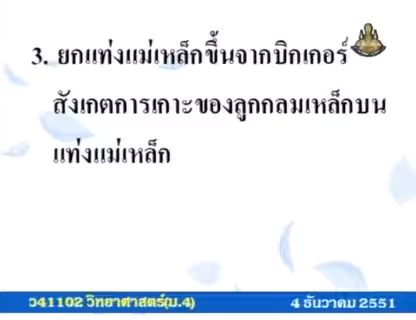 3. ยกแท่งแม่เหล็กขึ้นจากบิกเกอร์
สังเกตการเกาะของลูกกลมเหล็กบน
แท่งแม่เหล็ก
ว41102 วิทยาศาสตร์(ม.4)
4 ธันวาคม 2551